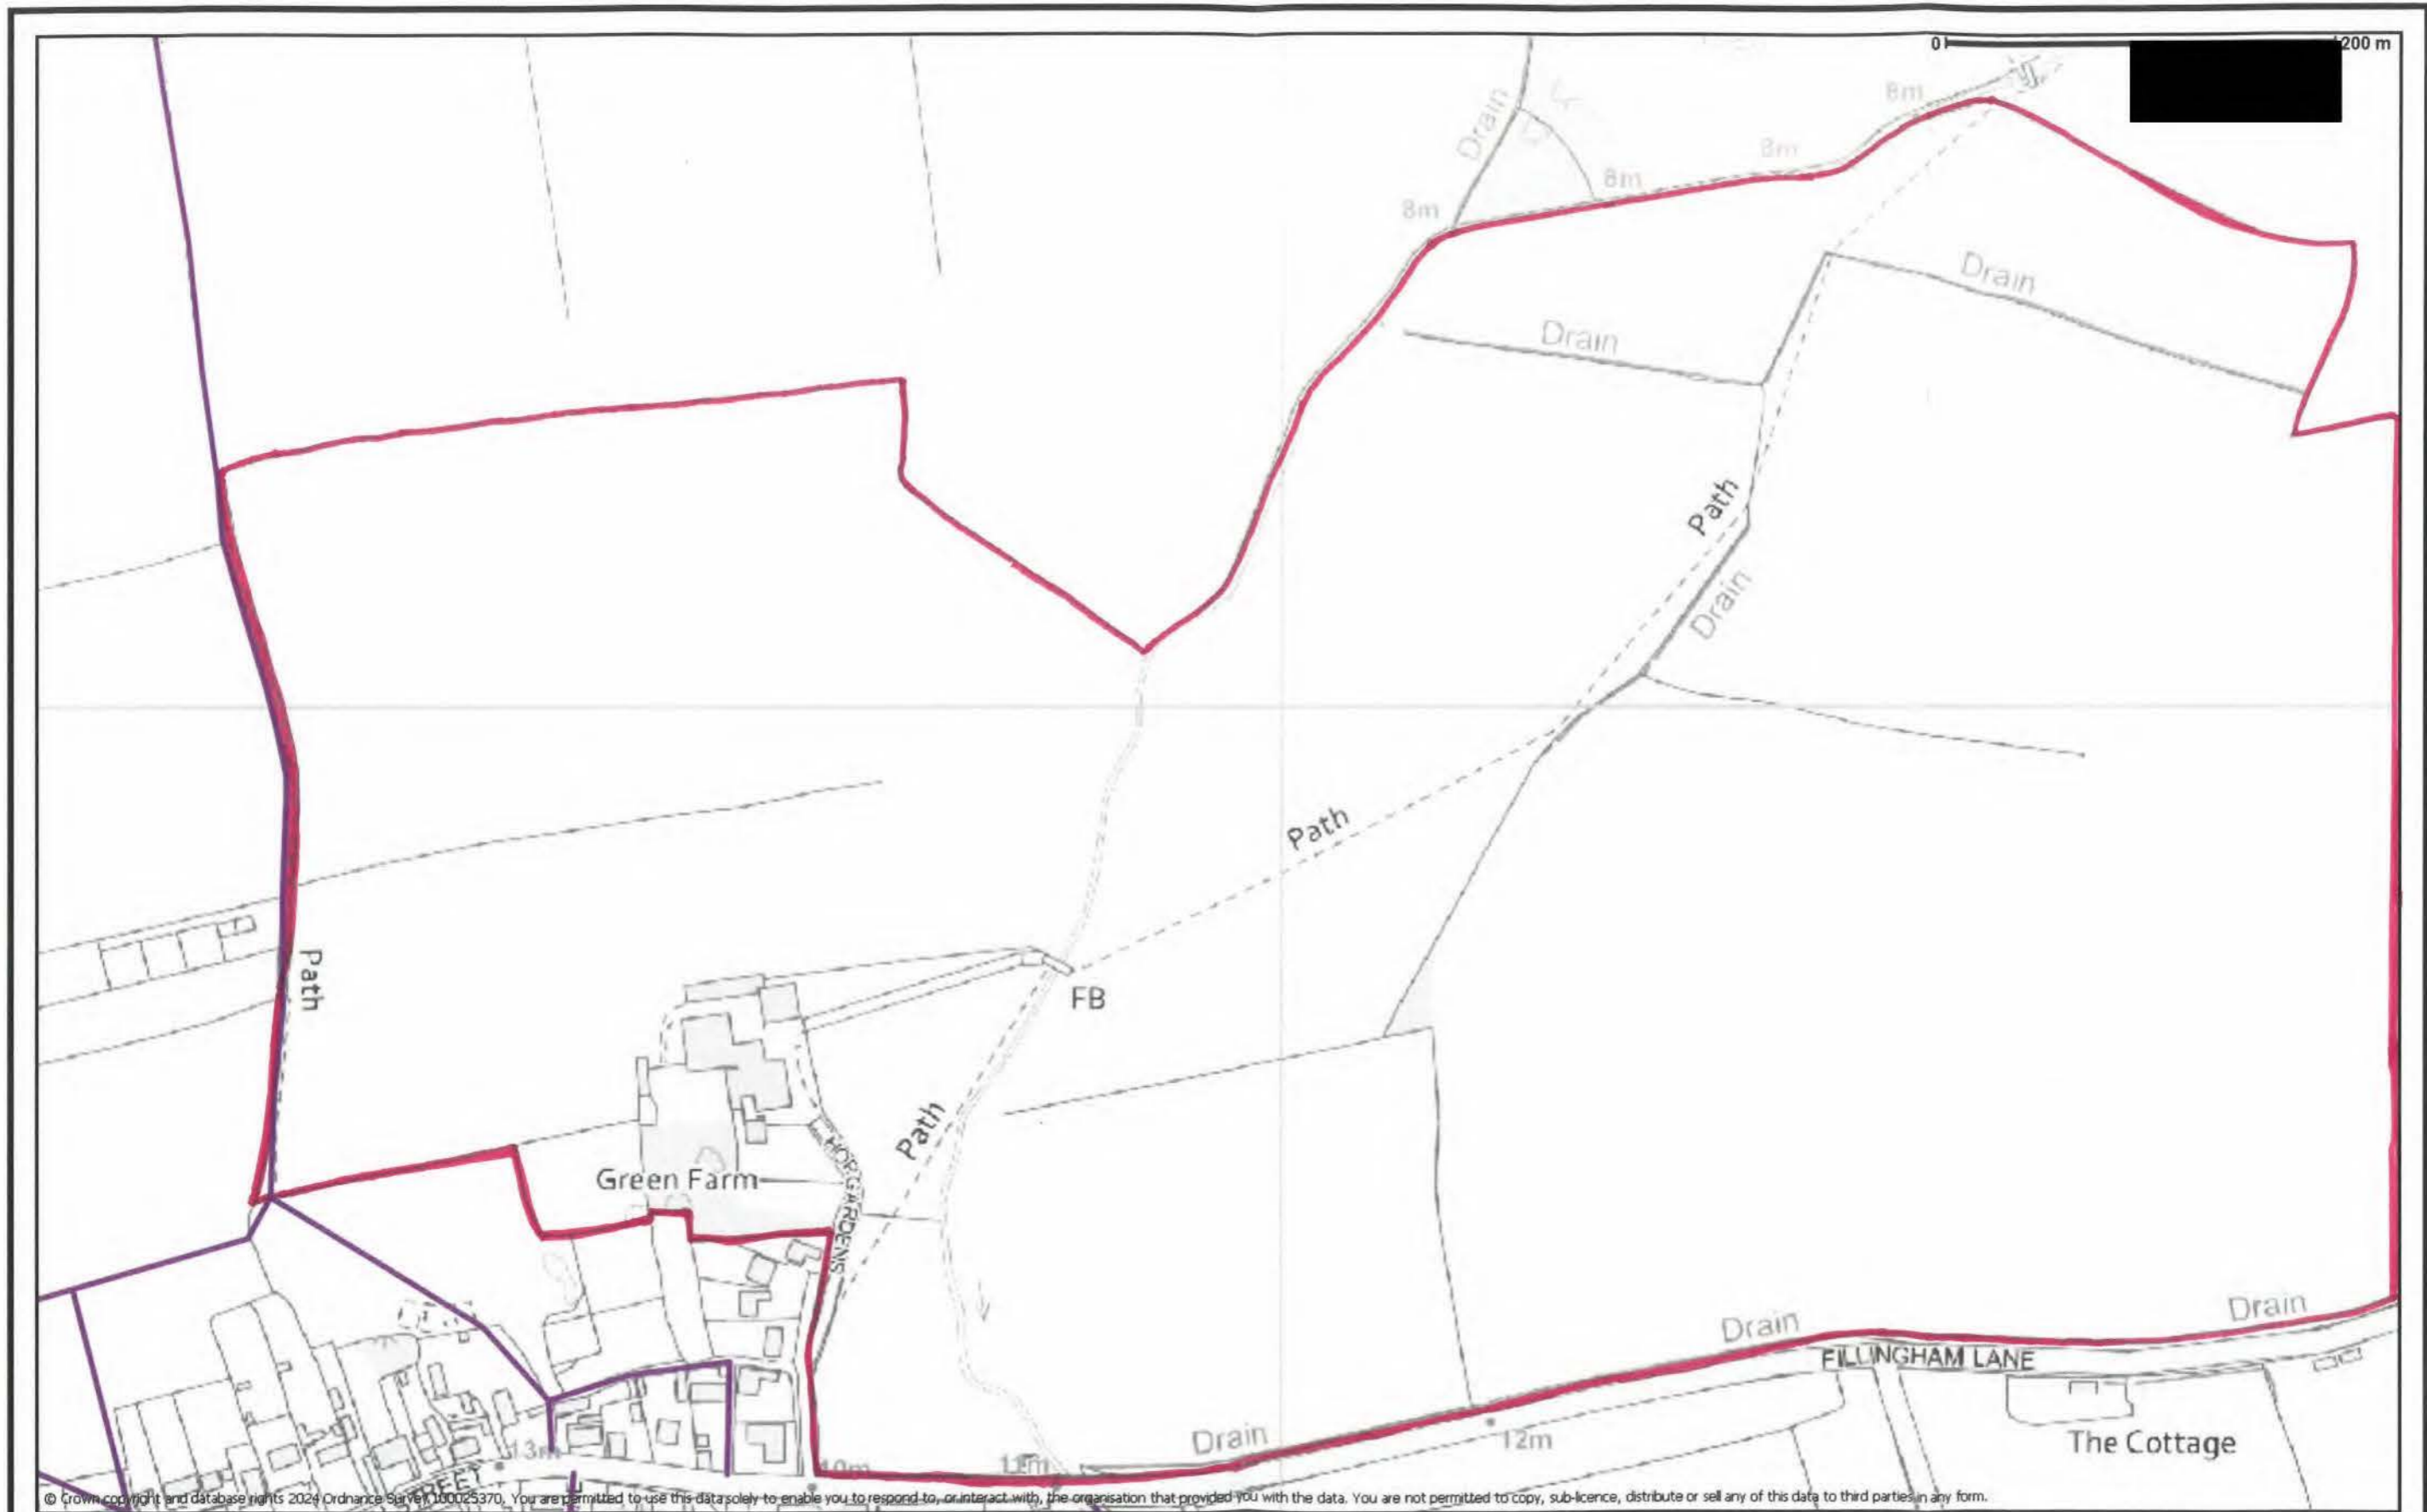 0 200 m
8m
Drain
8m
8m
8m
Drain
Drain
Path
Drain
Path
Path
FB
Path
Green Farm
HOP GARDENS
Drain
Drain
FILLINGHAM LANE
Drain
12m
The Cottage
13m
10m
11m
© Crown copyright and database rights 2024 Ordnance Survey 100025370. You are permitted to use this data solely to enable you to respond to, or interact with, the organisation that provided you with the data. You are not permitted to copy, sub-licence, distribute or sell any of this data to third parties in any form.